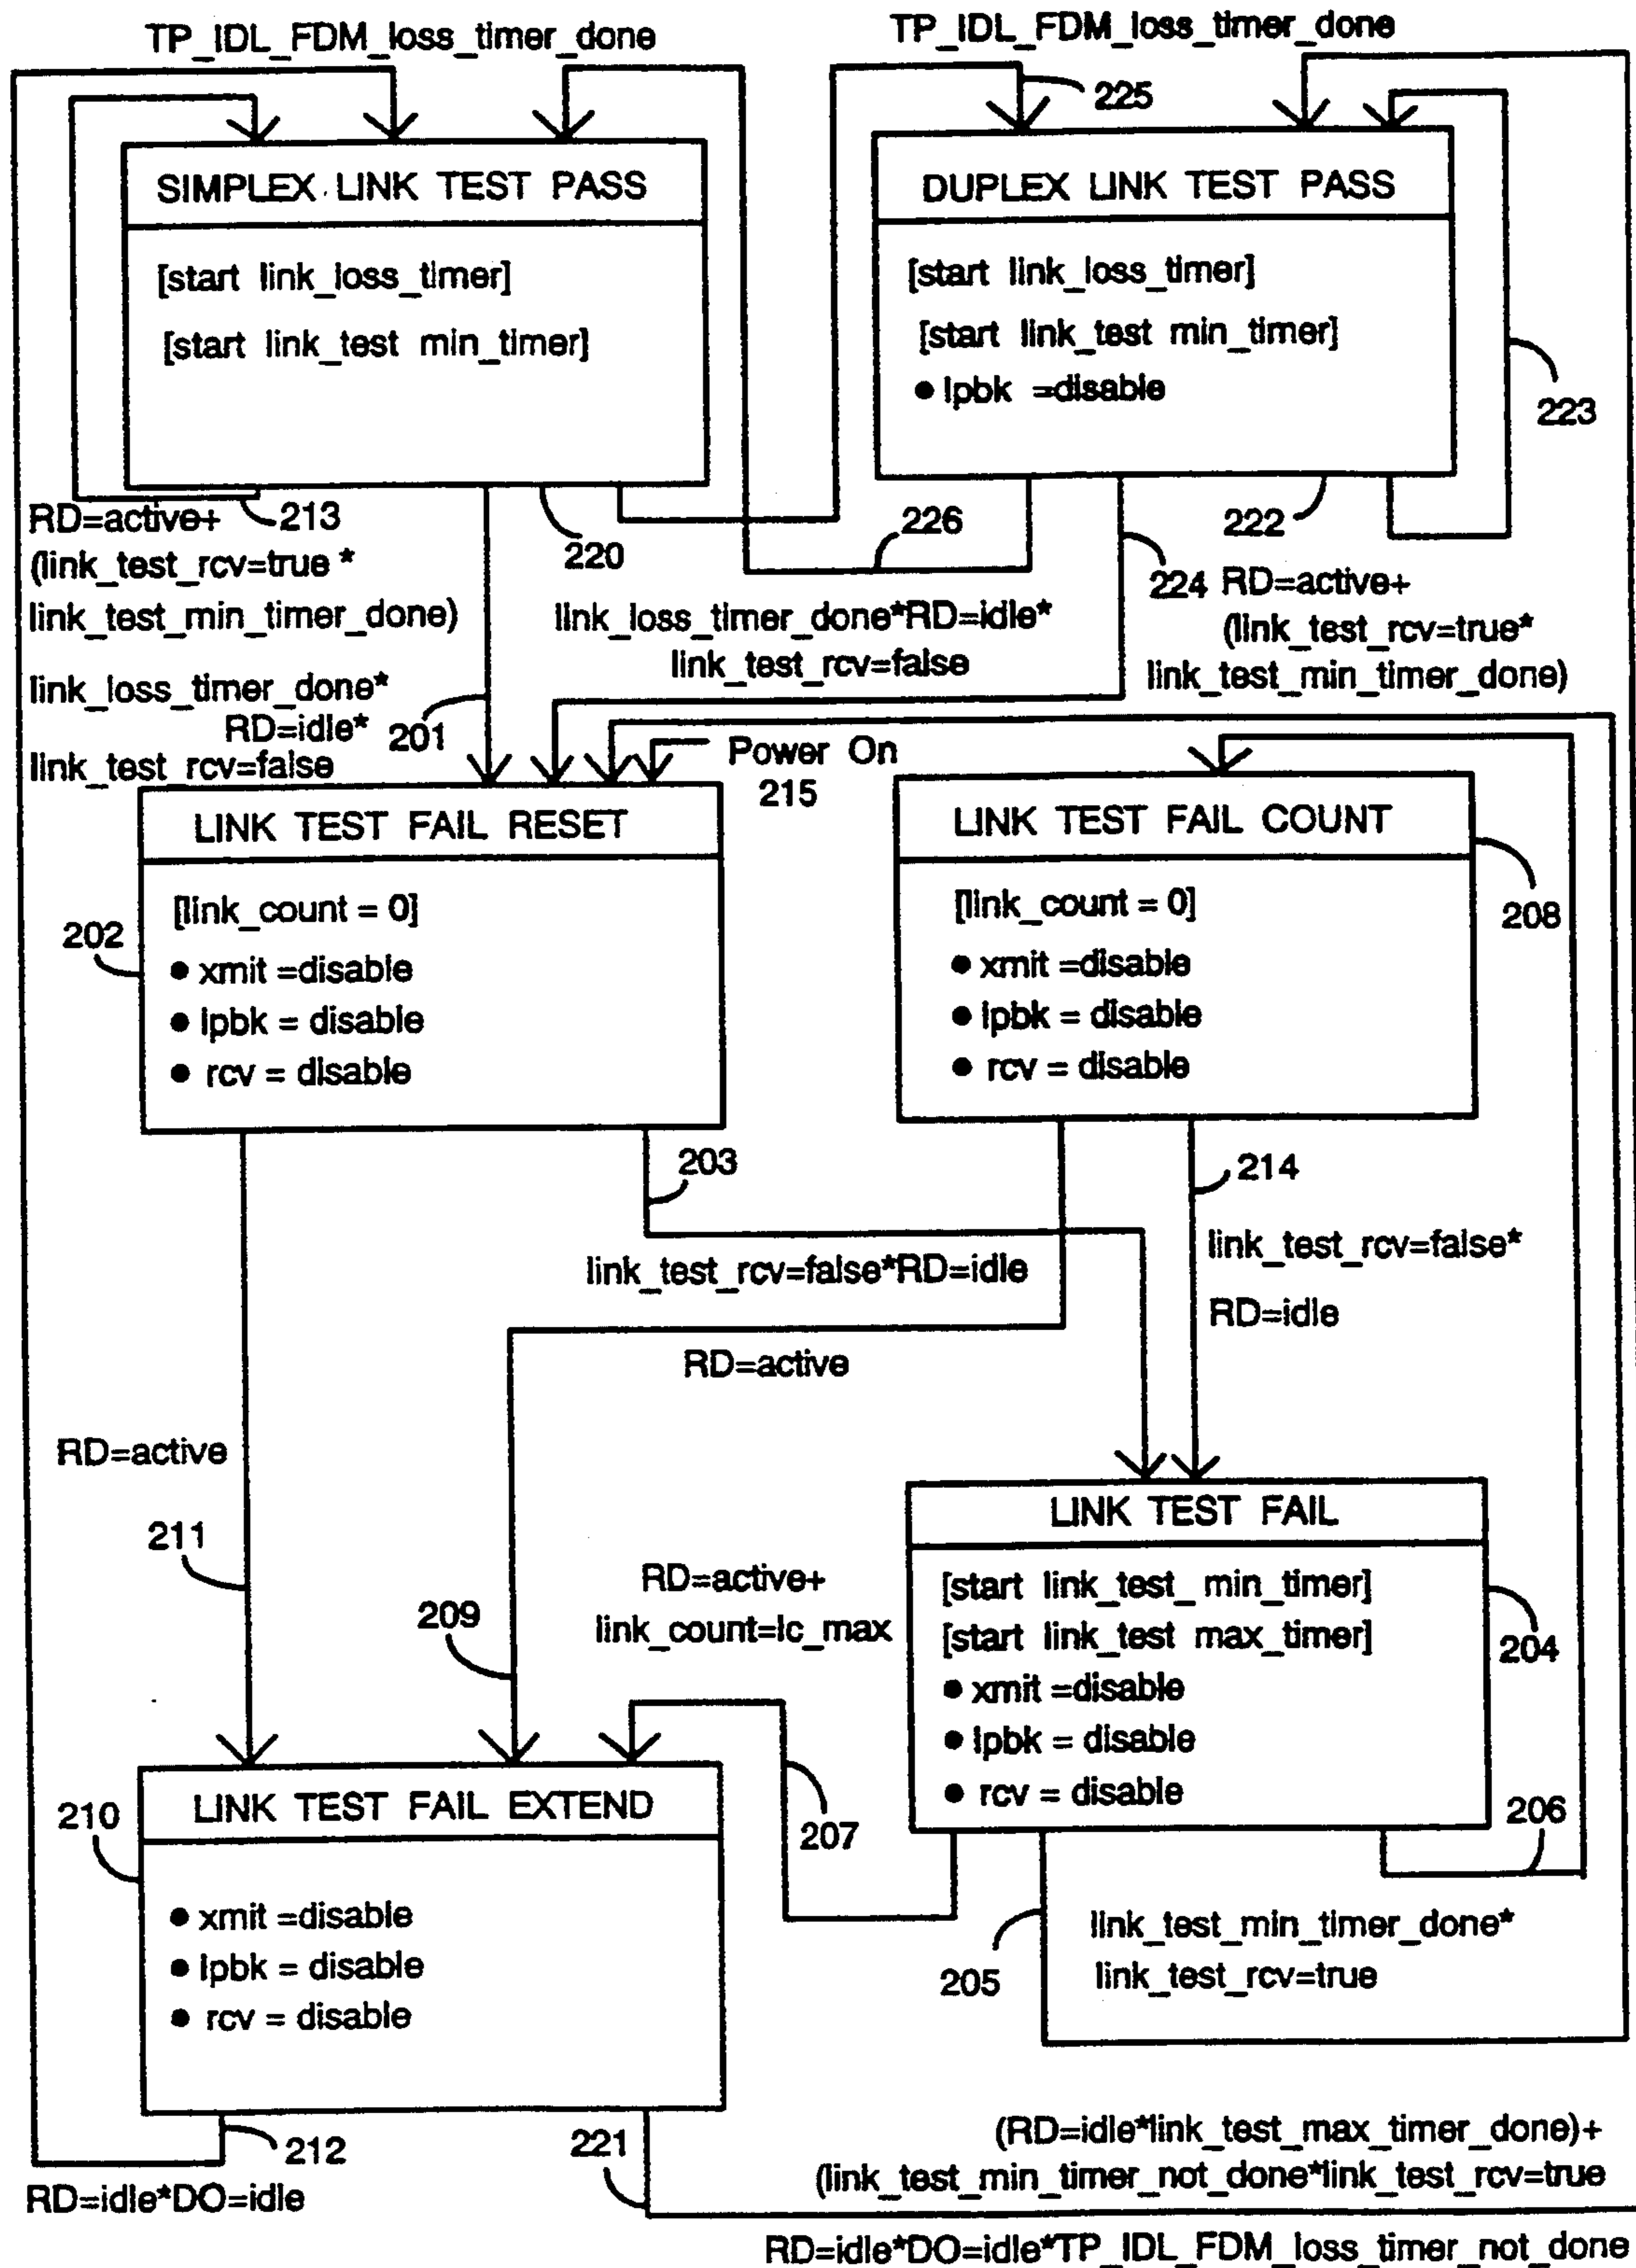 TP_IDL_FDM_loss_timer_done
TP_IDL_FDM_loss_timer_done
225
SIMPLEX LINK TEST PASS
[start link_loss_timer]
[start link_test min_timer]
DUPLEX LINK TEST PASS
[start link_loss_timer]
[start link_test min_timer]
● lpbk =disable
223
RD=active+
(link_test_rcv=true *
link_test_min_timer_done)
213
220
226
222
224
link_loss_timer_done*
RD=idle*
link_test_rcv=false
201
link_loss_timer_done*RD=idle*
link_test_rcv=false
RD=active+
(link_test_rcv=true*
link_test_min_timer_done)
Power On
215
LINK TEST FAIL RESET
[link_count = 0]
● xmit =disable
● lpbk = disable
● rcv = disable
202
LINK TEST FAIL COUNT
[link_count = 0]
● xmit =disable
● lpbk = disable
● rcv = disable
208
203
214
link_test_rcv=false*RD=idle
link_test_rcv=false*
RD=idle
RD=active
RD=active
211
209
RD=active+
link_count=lc_max
LINK TEST FAIL
[start link_test_ min_timer]
[start link_test max_timer]
● xmit =disable
● lpbk = disable
● rcv = disable
204
206
207
LINK TEST FAIL EXTEND
● xmit =disable
● lpbk = disable
● rcv = disable
210
205
link_test_min_timer_done*
link_test_rcv=true
212
221
RD=idle*DO=idle
(RD=idle*link_test_max_timer_done)+
(link_test_min_timer_not_done*link_test_rcv=true
RD=idle*DO=idle*TP_IDL_FDM_loss_timer_not_done